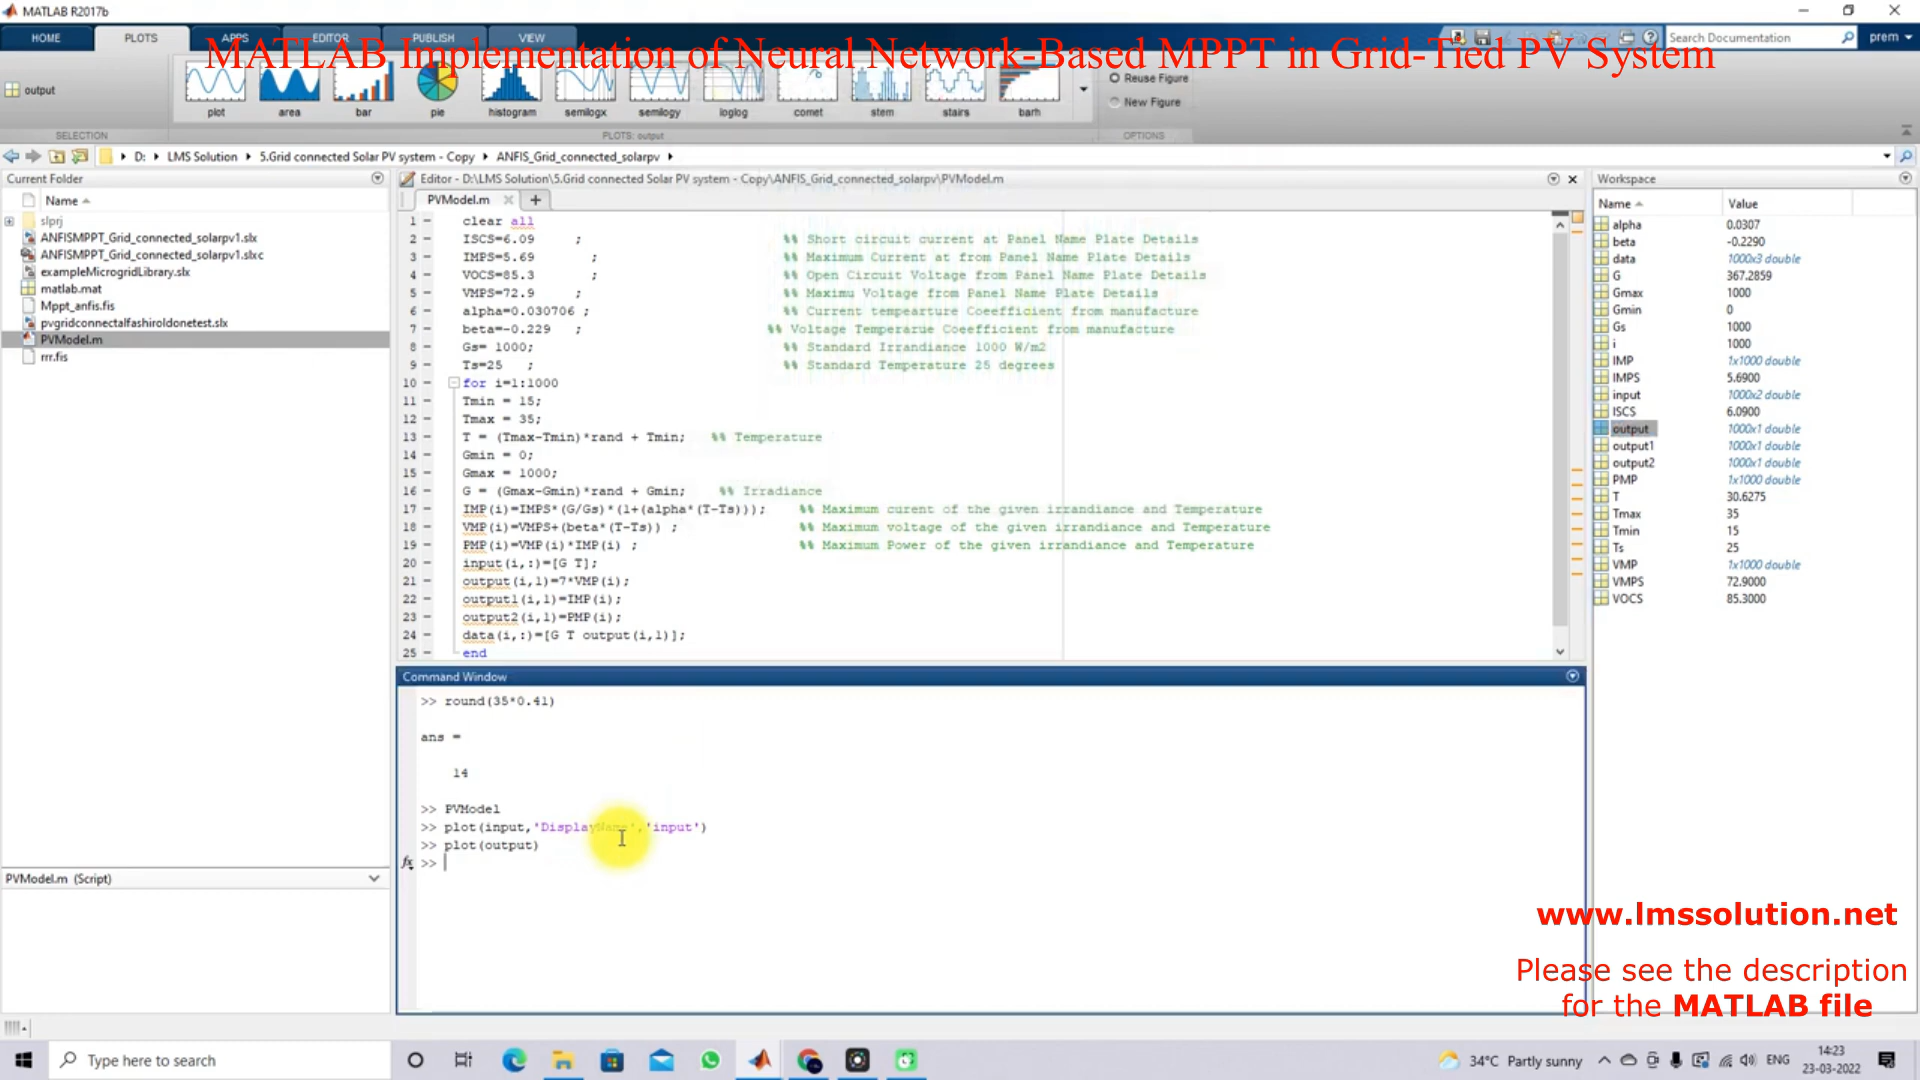 MATLAB R2017b
HOME PLOTS APPS EDITOR PUBLISH VIEW
Search Documentation prem
MATLAB Implementation of Neural Network-Based MPPT in Grid-Tied PV System
output
plot area bar pie histogram semilogx semilogy loglog comet stem stairs barh
Reuse Figure
New Figure
SELECTION PLOTS: output OPTIONS
D: LMS Solution 5.Grid connected Solar PV system - Copy ANFIS_Grid_connected_solarpv
Current Folder
Name
slprj
ANFISMPPT_Grid_connected_solarpv1.slx
ANFISMPPT_Grid_connected_solarpv1.slxc
exampleMicrogridLibrary.slx
matlab.mat
Mppt_anfis.fis
pvgridconnectalfashiroldonetest.slx
PVModel.m
rrr.fis
PVModel.m (Script)
Editor - D:\LMS Solution\5.Grid connected Solar PV system - Copy\ANFIS_Grid_connected_solarpv\PVModel.m
PVModel.m
1 - clear all
2 - ISCS=6.09 ; %% Short circuit current at Panel Name Plate Details
3 - IMPS=5.69 ; %% Maximum Current at from Panel Name Plate Details
4 - VOCS=85.3 ; %% Open Circuit Voltage from Panel Name Plate Details
5 - VMPS=72.9 ; %% Maximu Voltage from Panel Name Plate Details
6 - alpha=0.030706 ; %% Current tempearture Coeefficient from manufacture
7 - beta=-0.229 ; %% Voltage Temperarue Coeefficient from manufacture
8 - Gs= 1000; %% Standard Irrandiance 1000 W/m2
9 - Ts=25 ; %% Standard Temperature 25 degrees
10 - for i=1:1000
11 - Tmin = 15;
12 - Tmax = 35;
13 - T = (Tmax-Tmin)*rand + Tmin; %% Temperature
14 - Gmin = 0;
15 - Gmax = 1000;
16 - G = (Gmax-Gmin)*rand + Gmin; %% Irradiance
17 - IMP(i)=IMPS*(G/Gs)*(1+(alpha*(T-Ts))); %% Maximum curent of the given irrandiance and Temperature
18 - VMP(i)=VMPS+(beta*(T-Ts)) ; %% Maximum voltage of the given irrandiance and Temperature
19 - PMP(i)=VMP(i)*IMP(i) ; %% Maximum Power of the given irrandiance and Temperature
20 - input(i,:)=[G T];
21 - output(i,1)=7*VMP(i);
22 - output1(i,1)=IMP(i);
23 - output2(i,1)=PMP(i);
24 - data(i,:)=[G T output(i,1)];
25 - end
Command Window
>> round(35*0.41)
ans =
14
>> PVModel
>> plot(input,'DisplayName','input')
>> plot(output)
fx >>
Workspace
Name Value
alpha 0.0307
beta -0.2290
data 1000x3 double
G 367.2859
Gmax 1000
Gmin 0
Gs 1000
i 1000
IMP 1x1000 double
IMPS 5.6900
input 1000x2 double
ISCS 6.0900
output 1000x1 double
output1 1000x1 double
output2 1000x1 double
PMP 1x1000 double
T 30.6275
Tmax 35
Tmin 15
Ts 25
VMP 1x1000 double
VMPS 72.9000
VOCS 85.3000
www.lmssolution.net
Please see the description
for the MATLAB file
Type here to search
34°C Partly sunny ENG 14:23
23-03-2022